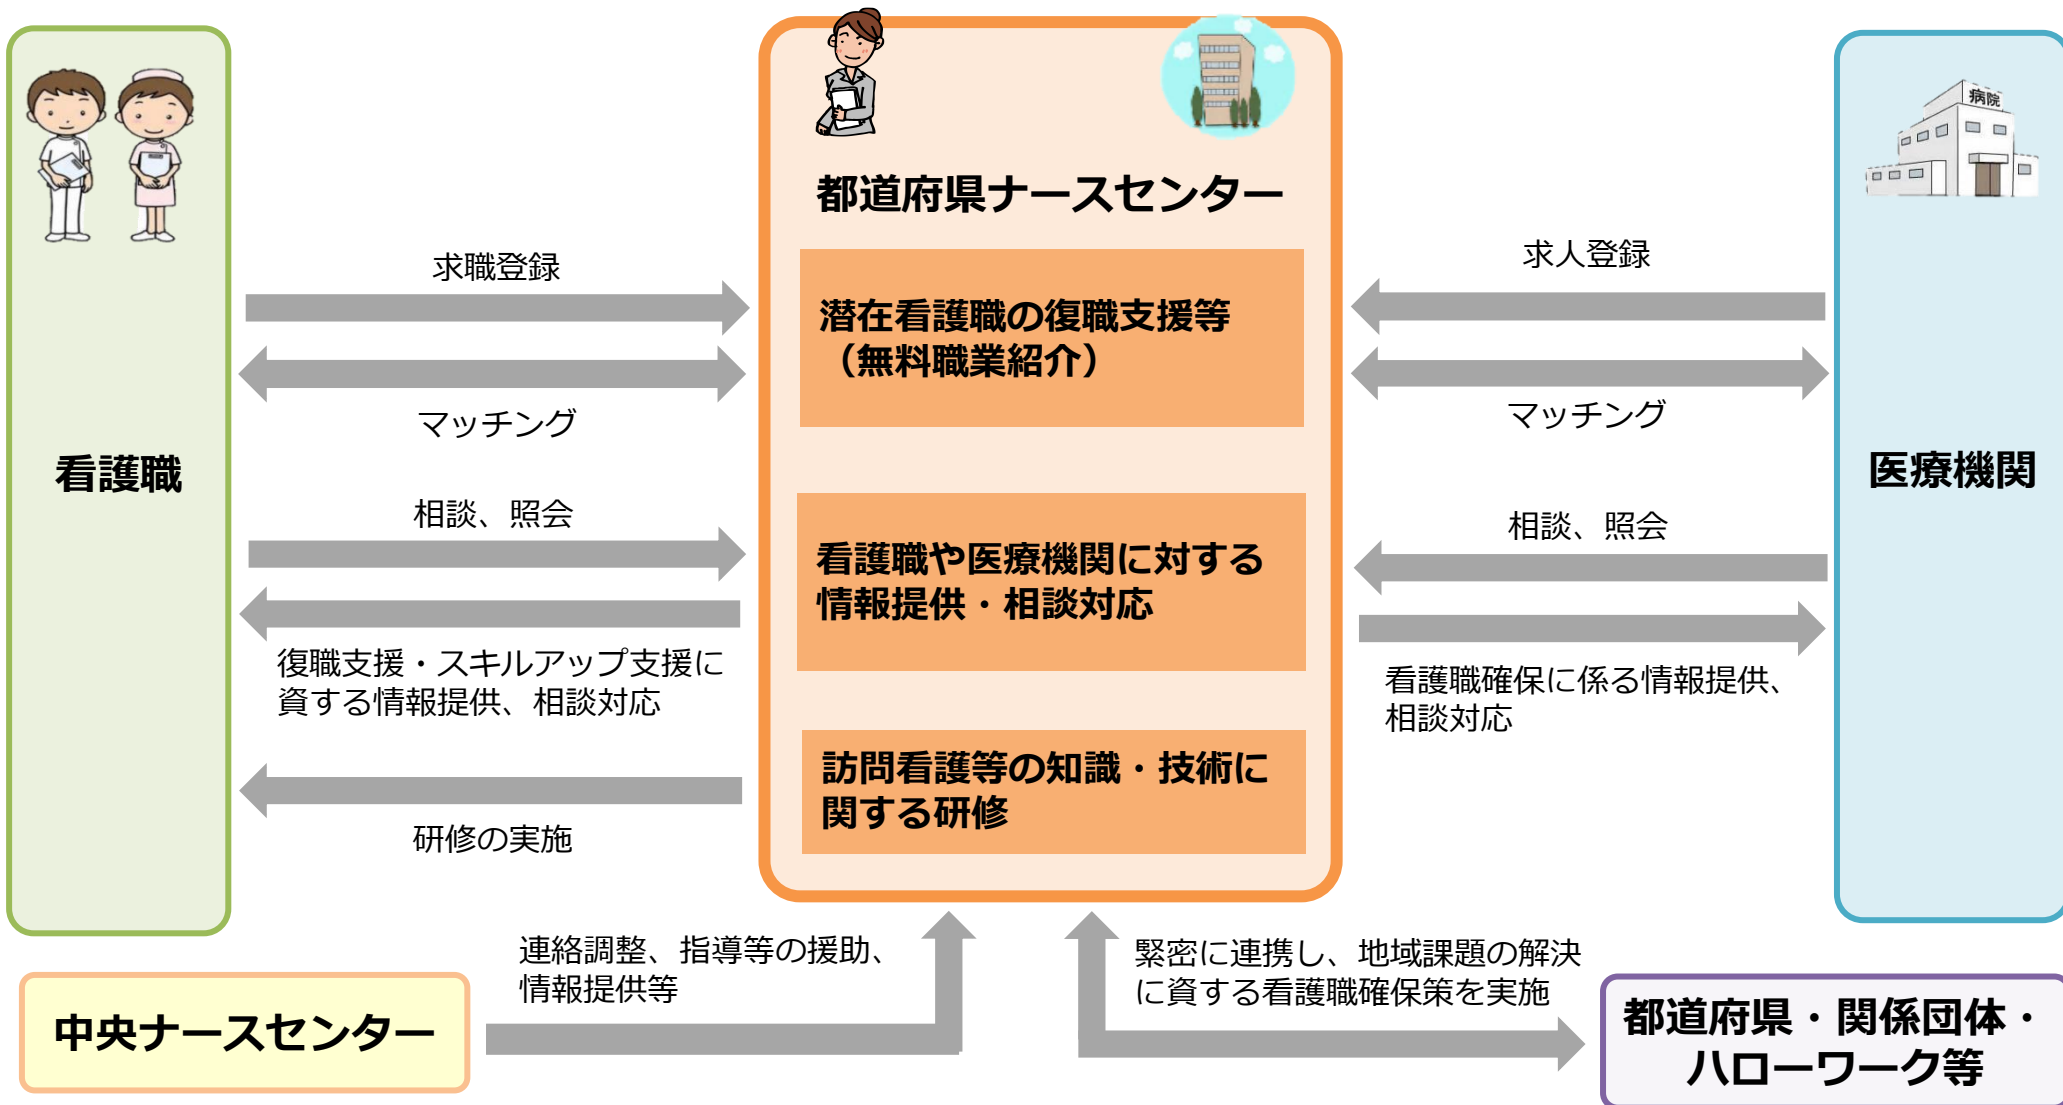 病院
都道府県ナースセンター
求職登録
求人登録
潜在看護職の復職支援等
（無料職業紹介）
マッチング
マッチング
看護職
医療機関
相談、照会
相談、照会
看護職や医療機関に対する
情報提供・相談対応
復職支援・スキルアップ支援に
資する情報提供、相談対応
看護職確保に係る情報提供、
相談対応
訪問看護等の知識・技術に
関する研修
研修の実施
連絡調整、指導等の援助、
情報提供等
緊密に連携し、地域課題の解決
に資する看護職確保策を実施
中央ナースセンター
都道府県・関係団体・
ハローワーク等